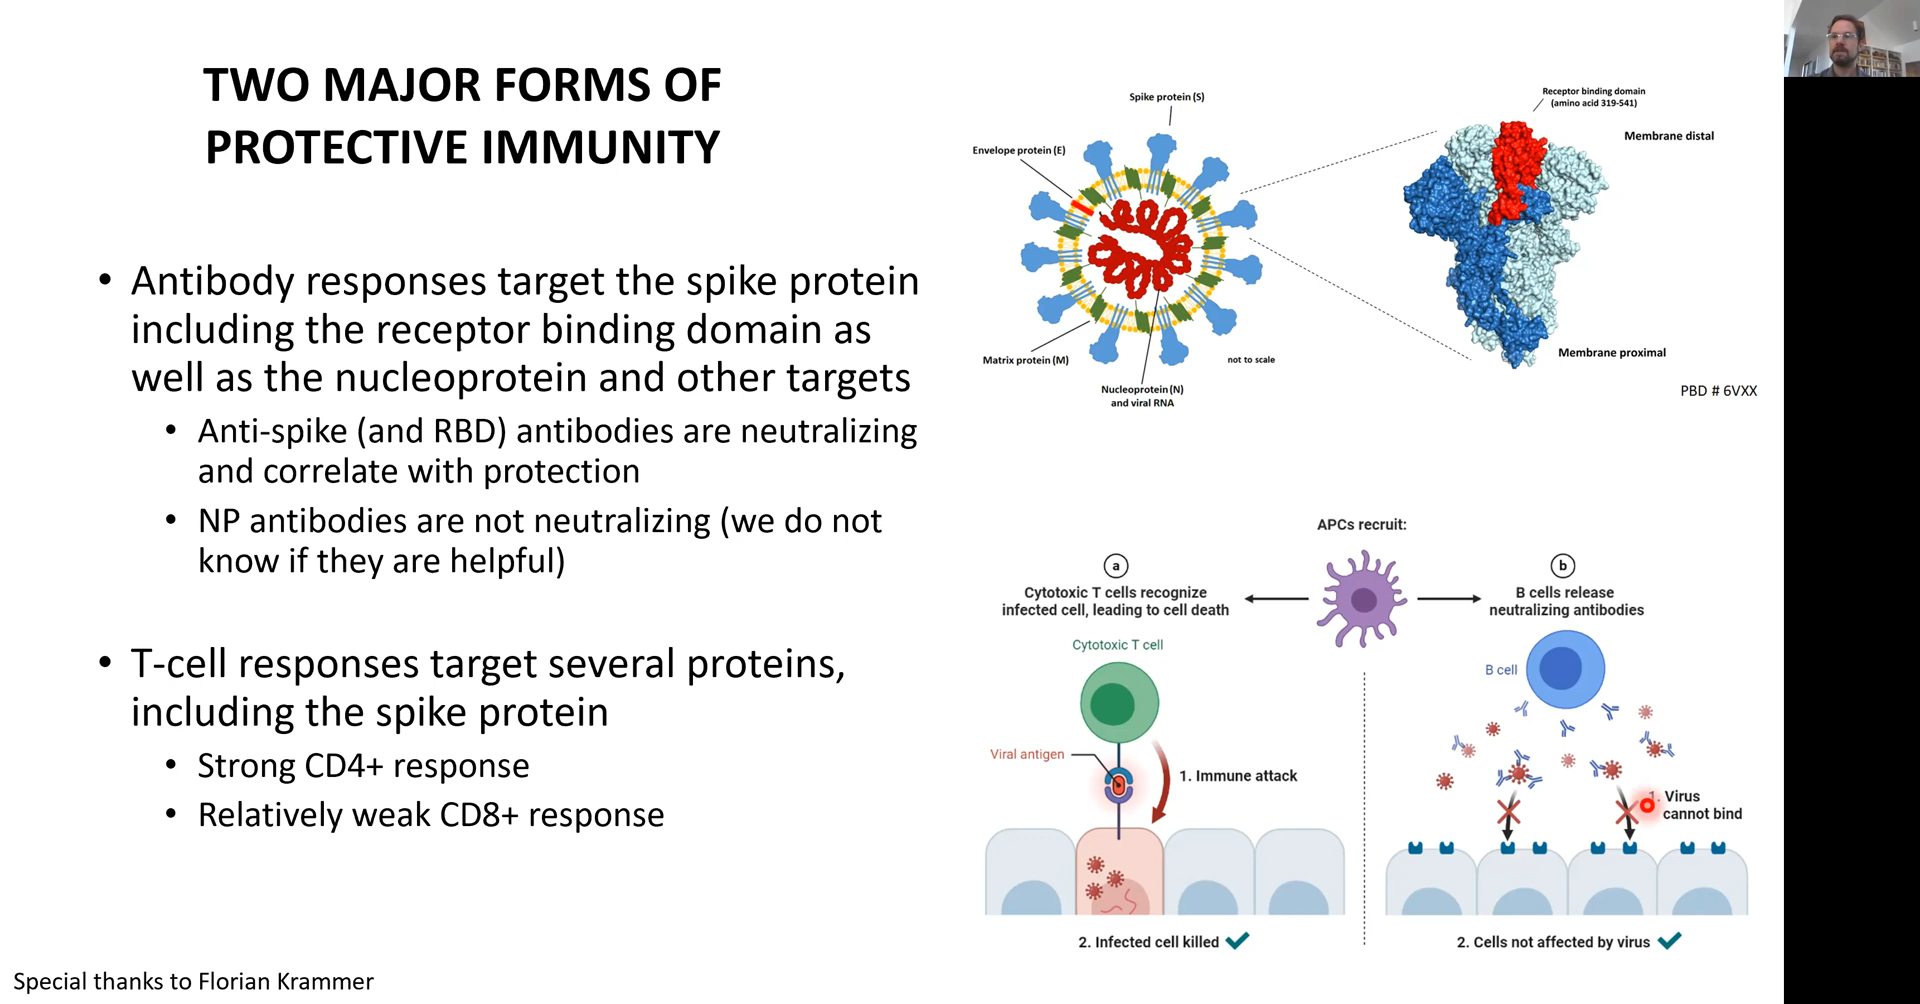 TWO MAJOR FORMS OF
PROTECTIVE IMMUNITY
• Antibody responses target the spike protein
including the receptor binding domain as
well as the nucleoprotein and other targets
• Anti-spike (and RBD) antibodies are neutralizing
and correlate with protection
• NP antibodies are not neutralizing (we do not
know if they are helpful)
• T-cell responses target several proteins,
including the spike protein
• Strong CD4+ response
• Relatively weak CD8+ response
Special thanks to Florian Krammer
Spike protein (S)
Envelope protein (E)
Matrix protein (M)
Nucleoprotein (N)
and viral RNA
not to scale
Receptor binding domain
(amino acid 319-541)
Membrane distal
Membrane proximal
PBD # 6VXX
APCs recruit:
a
Cytotoxic T cells recognize
infected cell, leading to cell death
Cytotoxic T cell
Viral antigen
1. Immune attack
2. Infected cell killed
b
B cells release
neutralizing antibodies
B cell
1. Virus
cannot bind
2. Cells not affected by virus